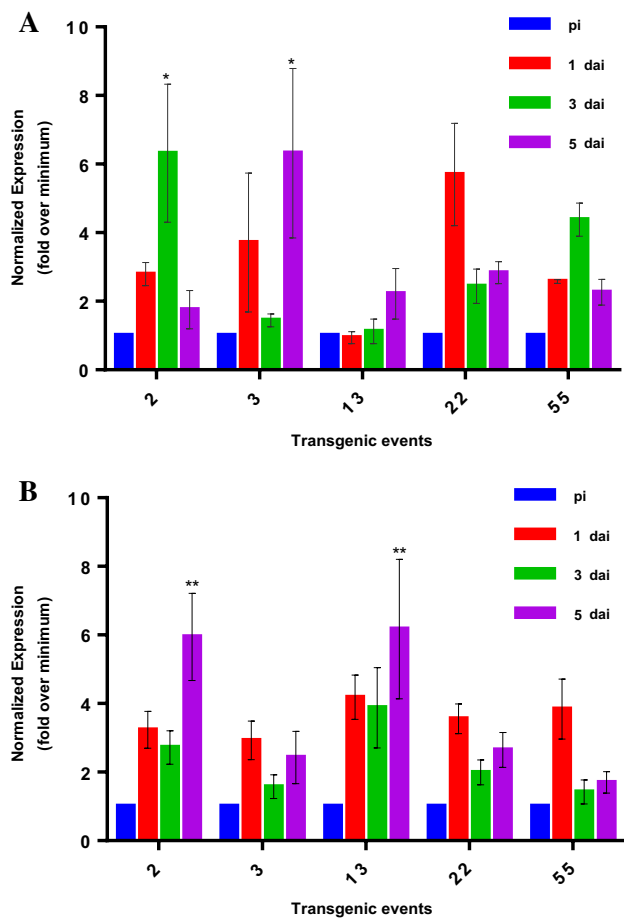 A
Normalized Expression
(fold over minimum)
10
8
6
4
2
0
*
*
pi
1 dai
3 dai
5 dai
2
3
13
22
55
Transgenic events
B
Normalized Expression
(fold over minimum)
10
8
6
4
2
0
**
**
pi
1 dai
3 dai
5 dai
2
3
13
22
55
Transgenic events